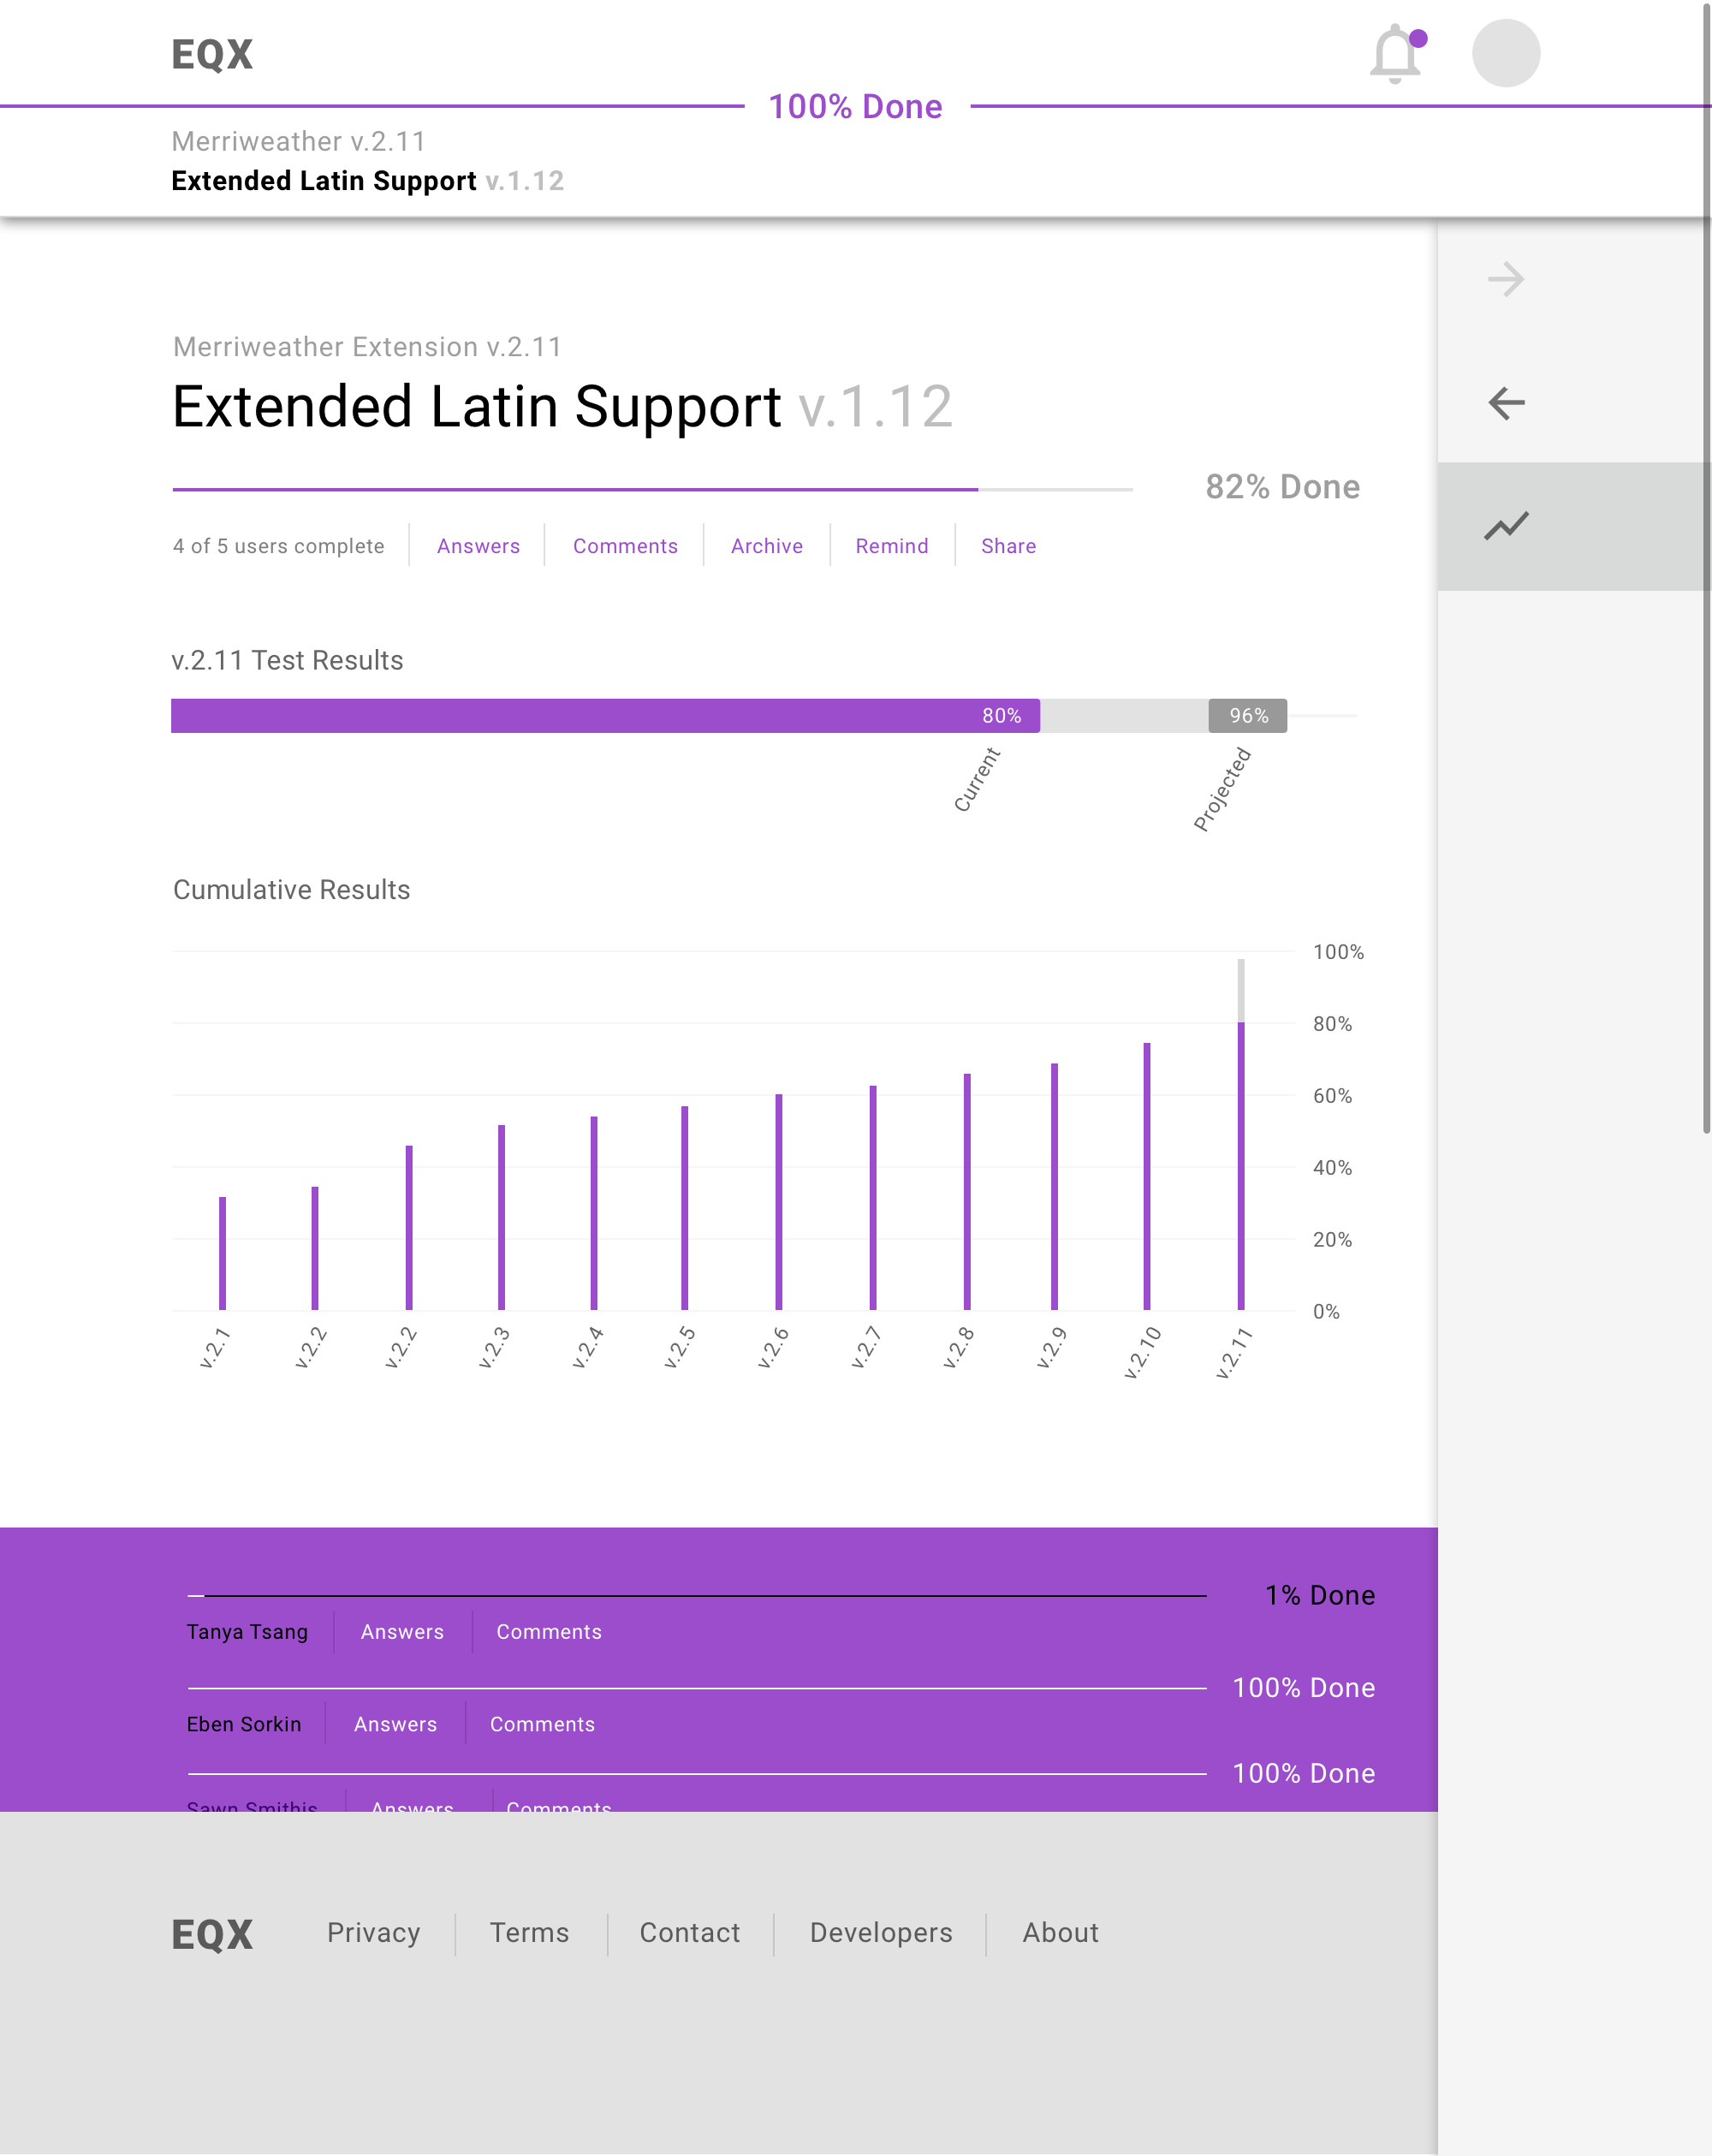 EQX
100% Done
Merriweather v.2.11
Extended Latin Support v.1.12
Merriweather Extension v.2.11
Extended Latin Support v.1.12
82% Done
4 of 5 users complete Answers Comments Archive Remind Share
v.2.11 Test Results
80% 96%
Current Projected
Cumulative Results
100%
80%
60%
40%
20%
0%
v.2.1 v.2.2 v.2.2 v.2.3 v.2.4 v.2.5 v.2.6 v.2.7 v.2.8 v.2.9 v.2.10 v.2.11
1% Done
Tanya Tsang Answers Comments
100% Done
Eben Sorkin Answers Comments
100% Done
Sawn Smithis Answers Comments
EQX Privacy Terms Contact Developers About